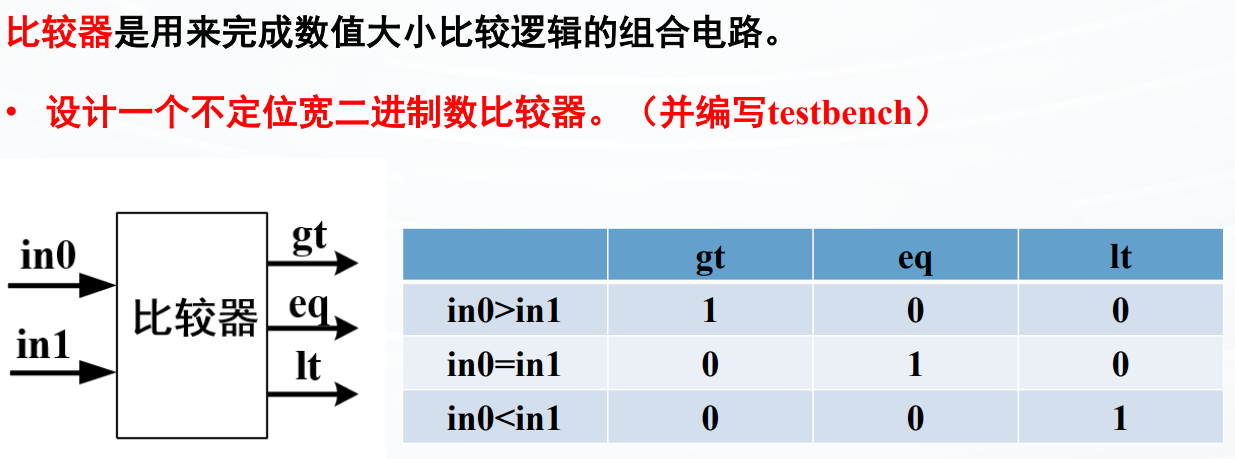 比较器是用来完成数值大小比较逻辑的组合电路。
• 设计一个不定位宽二进制数比较器。（并编写testbench）
in0
in1
比较器
gt
eq
lt
gt eq lt
in0>in1 1 0 0
in0=in1 0 1 0
in0<in1 0 0 1